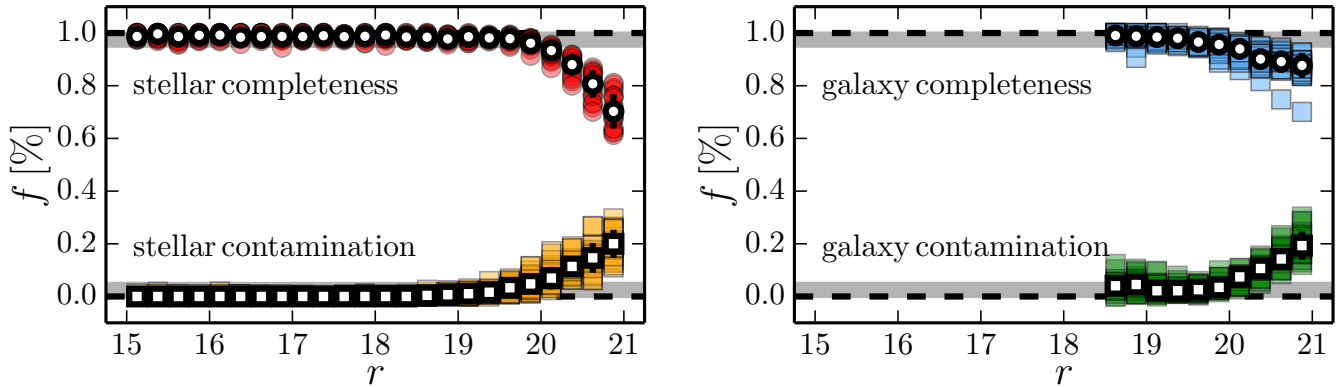 1.0
stellar completeness
0.8
0.6
f [%]
0.4
0.2
stellar contamination
0.0
15 16 17 18 19 20 21
r
1.0
galaxy completeness
0.8
0.6
f [%]
0.4
0.2
galaxy contamination
0.0
15 16 17 18 19 20 21
r